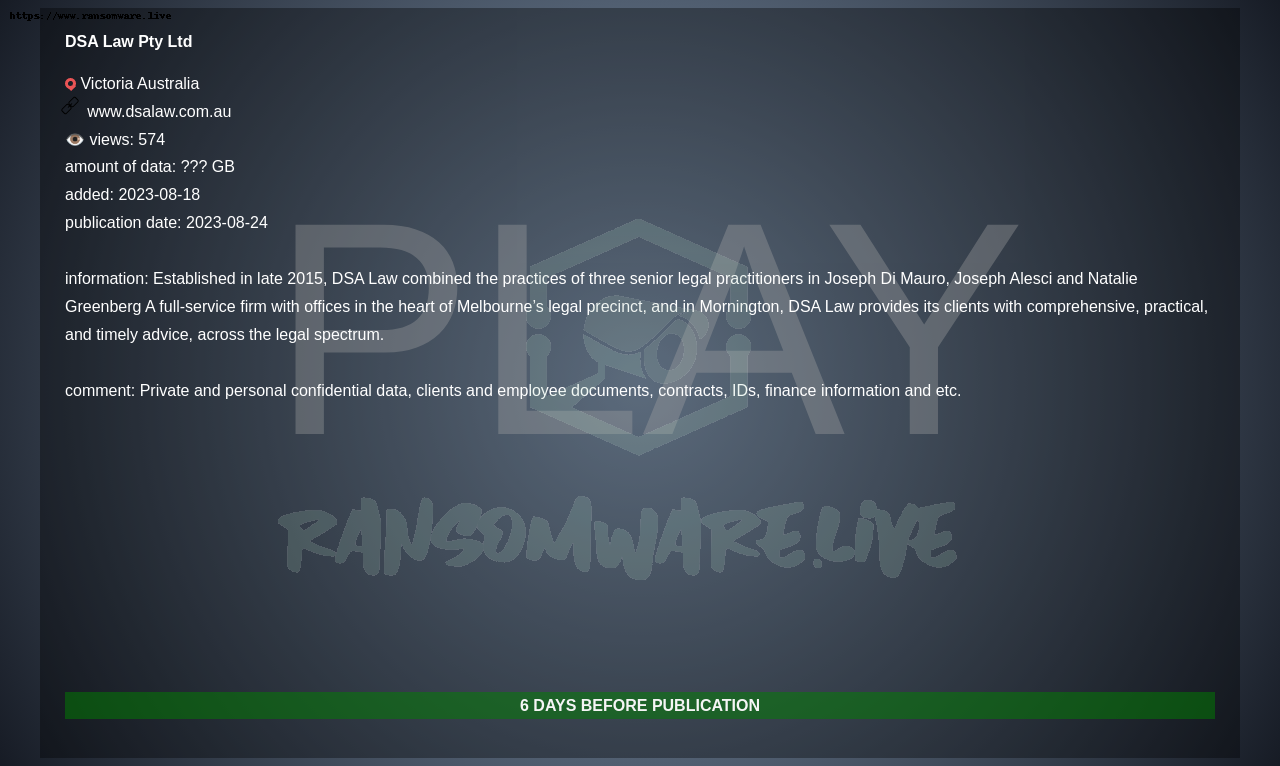 https://www.ransomware.live
DSA Law Pty Ltd
Victoria Australia
www.dsalaw.com.au
views: 574
amount of data: ??? GB
added: 2023-08-18
publication date: 2023-08-24
information: Established in late 2015, DSA Law combined the practices of three senior legal practitioners in Joseph Di Mauro, Joseph Alesci and Natalie
Greenberg A full-service firm with offices in the heart of Melbourne’s legal precinct, and in Mornington, DSA Law provides its clients with comprehensive, practical,
and timely advice, across the legal spectrum.
comment: Private and personal confidential data, clients and employee documents, contracts, IDs, finance information and etc.
PLAY
RANSOMWARE.LIVE
6 DAYS BEFORE PUBLICATION